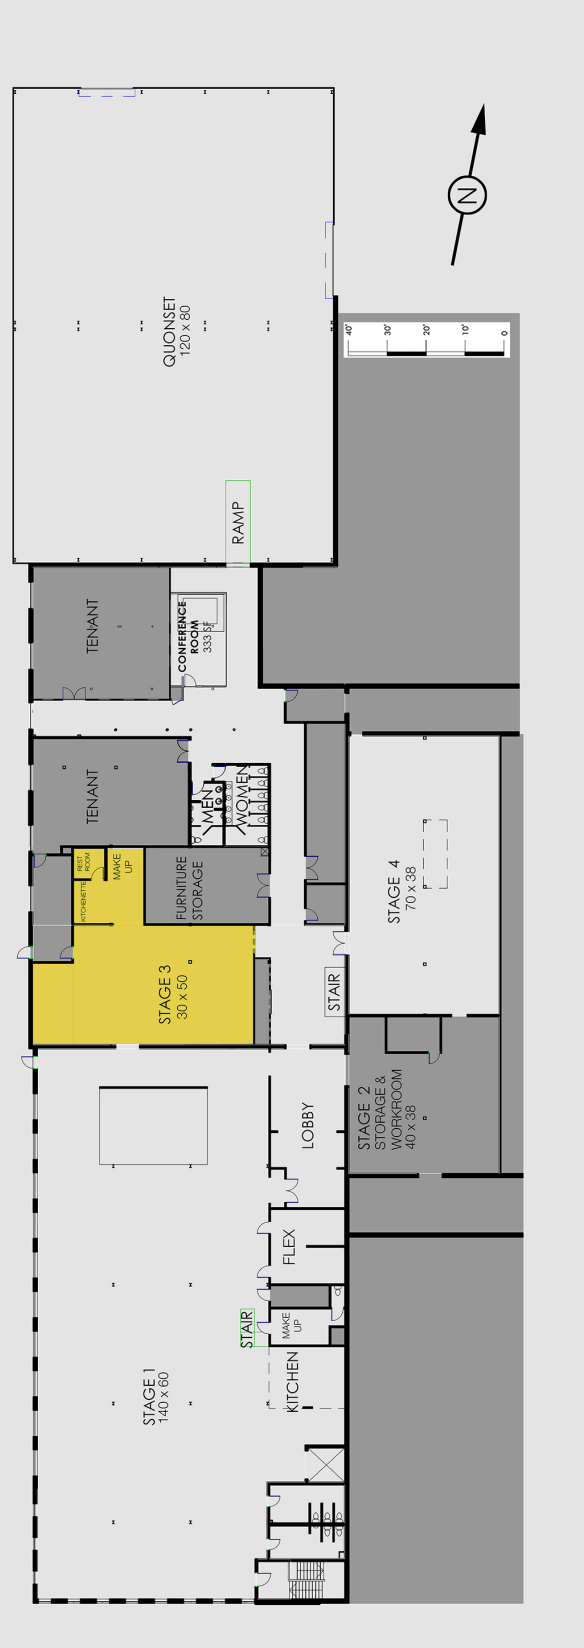 N
40'
30'
20'
10'
0
QUONSET
120 x 80
RAMP
TENANT
CONFERENCE
ROOM
333 SF
TENANT
MEN
WOMEN
REST
ROOM
MAKE
UP
KITCHENETTE
FURNITURE
STORAGE
STAGE 4
70 x 38
STAGE 3
30 x 50
STAIR
LOBBY
STAGE 2
STORAGE &
WORKROOM
40 x 38
FLEX
STAIR
MAKE
UP
KITCHEN
STAGE 1
140 x 60